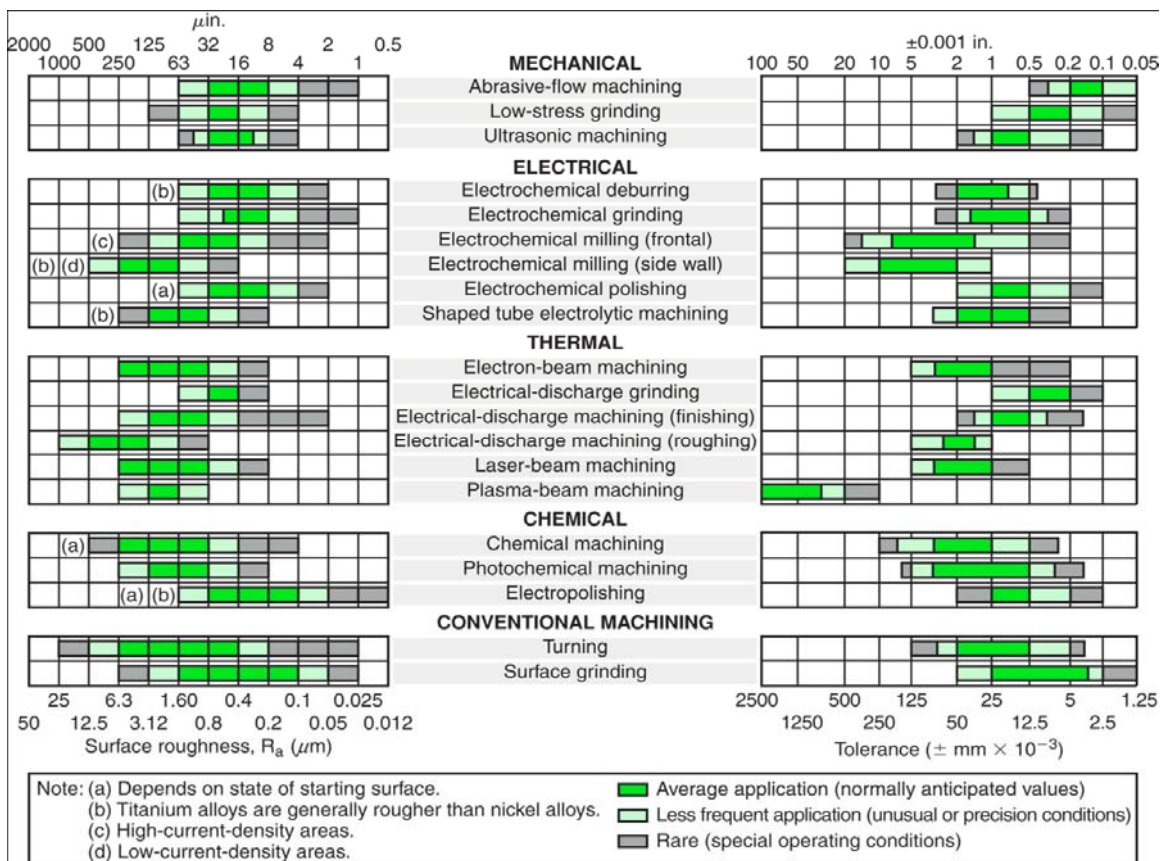 μin.
2000 500 125 32 8 2 0.5
1000 250 63 16 4 1
±0.001 in.
100 50 20 10 5 2 1 0.5 0.2 0.1 0.05
MECHANICAL
Abrasive-flow machining
Low-stress grinding
Ultrasonic machining
ELECTRICAL
(b) Electrochemical deburring
Electrochemical grinding
(c) Electrochemical milling (frontal)
(b) (d) Electrochemical milling (side wall)
(a) Electrochemical polishing
(b) Shaped tube electrolytic machining
THERMAL
Electron-beam machining
Electrical-discharge grinding
Electrical-discharge machining (finishing)
Electrical-discharge machining (roughing)
Laser-beam machining
Plasma-beam machining
CHEMICAL
(a) Chemical machining
Photochemical machining
(a) (b) Electropolishing
CONVENTIONAL MACHINING
Turning
Surface grinding
25 6.3 1.60 0.4 0.1 0.025
50 12.5 3.12 0.8 0.2 0.05 0.012
Surface roughness, Ra (μm)
2500 500 125 25 5 1.25
1250 250 50 12.5 2.5
Tolerance (± mm × 10⁻³)
Note: (a) Depends on state of starting surface.
(b) Titanium alloys are generally rougher than nickel alloys.
(c) High-current-density areas.
(d) Low-current-density areas.
Average application (normally anticipated values)
Less frequent application (unusual or precision conditions)
Rare (special operating conditions)